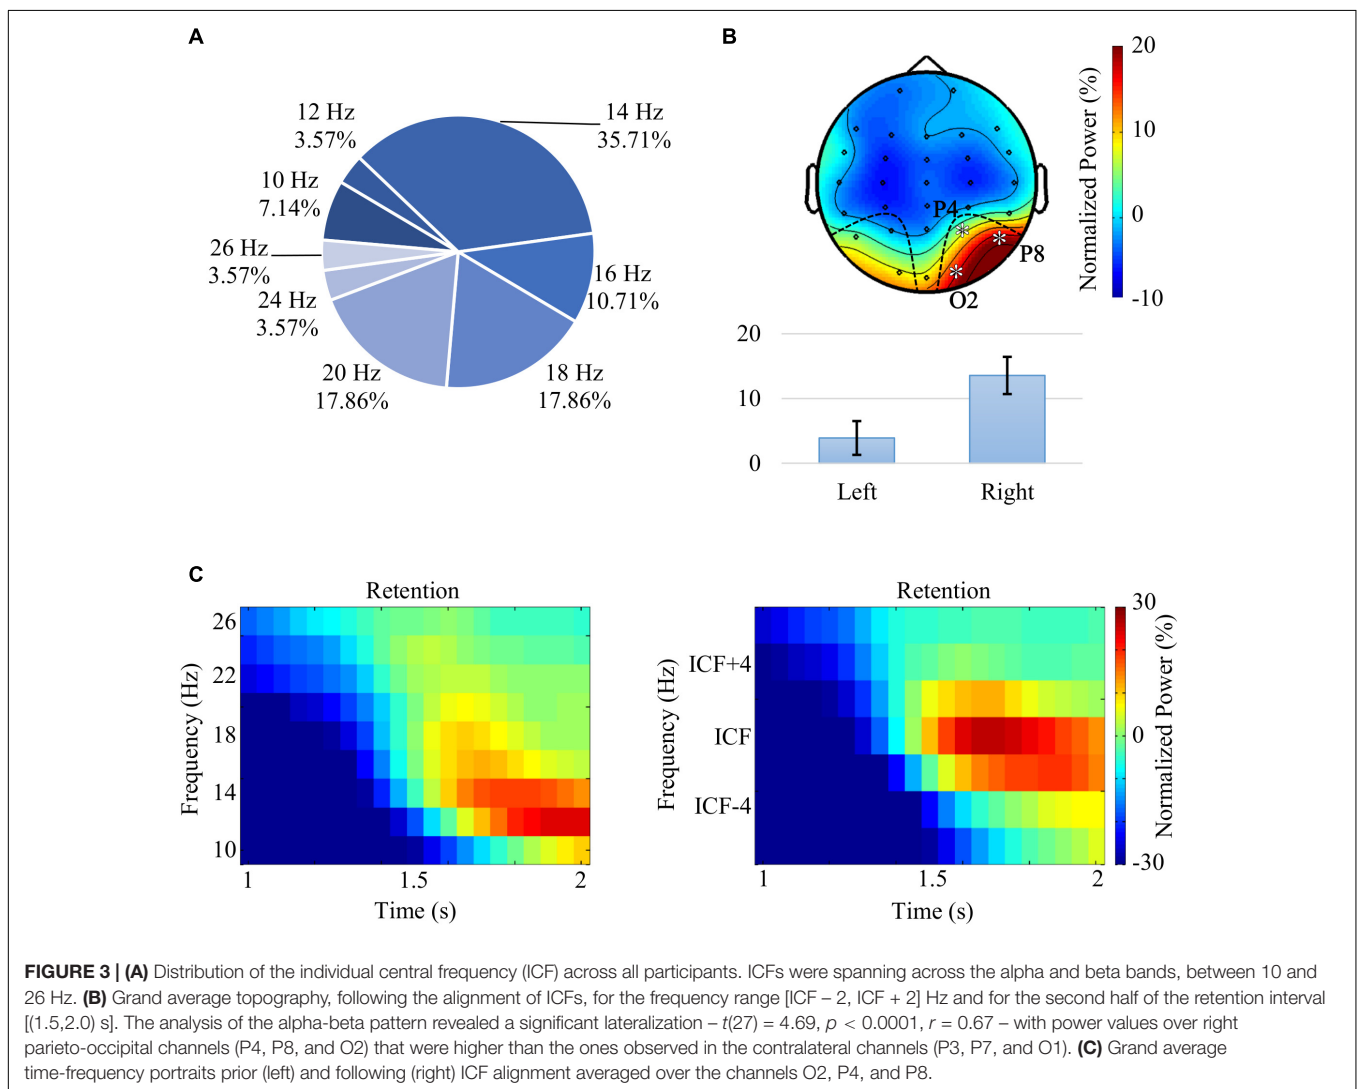 A
12 Hz
3.57%
14 Hz
35.71%
10 Hz
7.14%
26 Hz
3.57%
16 Hz
10.71%
24 Hz
3.57%
20 Hz
17.86%
18 Hz
17.86%
B
P4
P8
O2
20
10
0
-10
Normalized Power (%)
20
10
0
Left
Right
C
Retention
26
22
18
14
10
Frequency (Hz)
1
1.5
2
Time (s)
Retention
ICF+4
ICF
ICF-4
Frequency (Hz)
1
1.5
2
Time (s)
30
0
-30
Normalized Power (%)
FIGURE 3 | (A) Distribution of the individual central frequency (ICF) across all participants. ICFs were spanning across the alpha and beta bands, between 10 and
26 Hz. (B) Grand average topography, following the alignment of ICFs, for the frequency range [ICF – 2, ICF + 2] Hz and for the second half of the retention interval
[(1.5,2.0) s]. The analysis of the alpha-beta pattern revealed a significant lateralization – t(27) = 4.69, p < 0.0001, r = 0.67 – with power values over right
parieto-occipital channels (P4, P8, and O2) that were higher than the ones observed in the contralateral channels (P3, P7, and O1). (C) Grand average
time-frequency portraits prior (left) and following (right) ICF alignment averaged over the channels O2, P4, and P8.